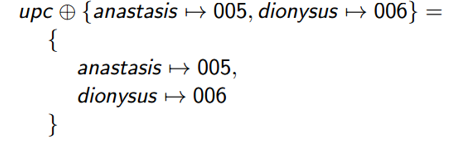 upc ⊕ {anastasis ↦ 005, dionysus ↦ 006} =
{
anastasis ↦ 005,
dionysus ↦ 006
}